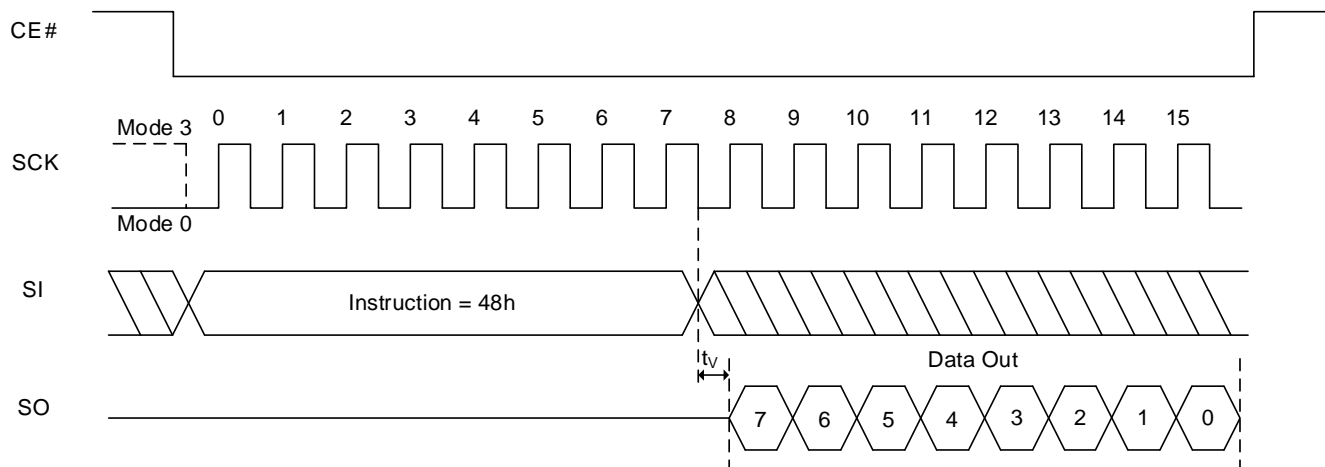 CE#
0 1 2 3 4 5 6 7 8 9 10 11 12 13 14 15
Mode 3
SCK
Mode 0
SI
Instruction = 48h
tV
Data Out
SO
7 6 5 4 3 2 1 0